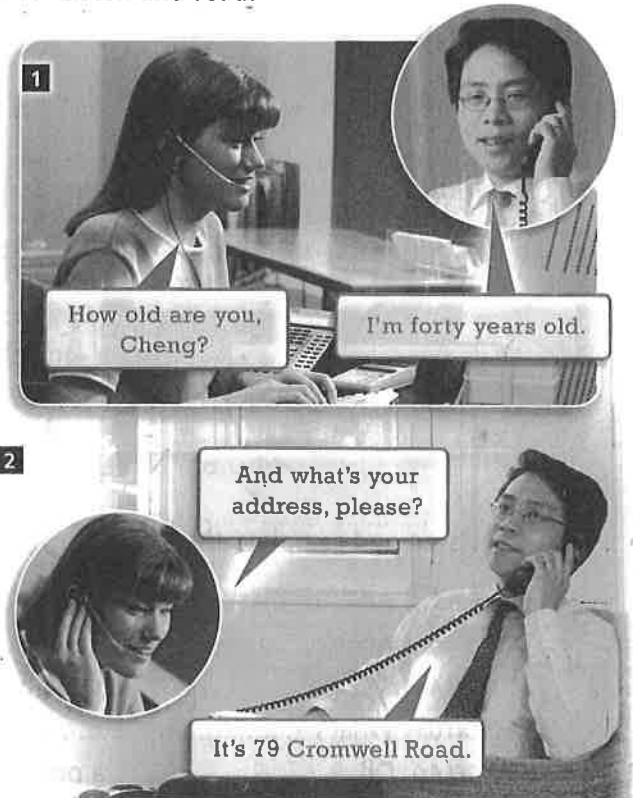 1
How old are you,
Cheng?
I'm forty years old.
2
And what's your
address, please?
It's 79 Cromwell Road.